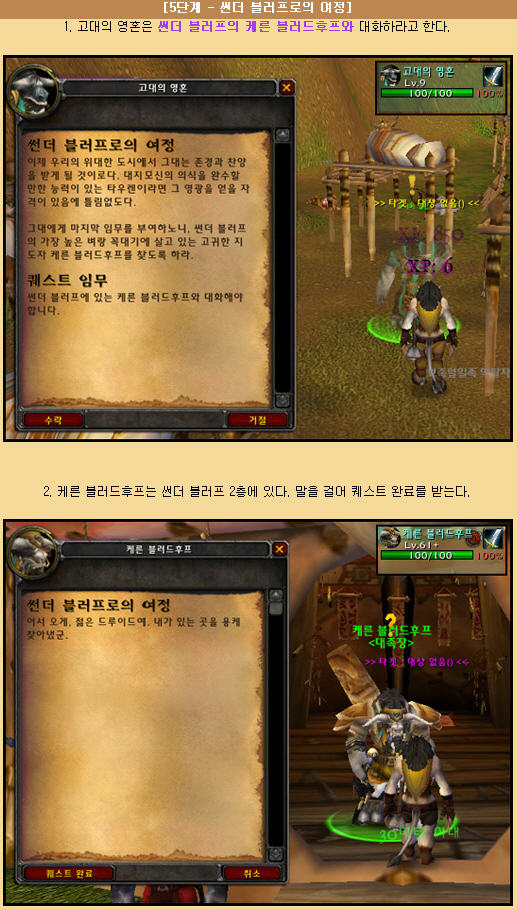 [5단계 - 썬더 블러프로의 여정]
1. 고대의 영혼은 썬더 블러프의 케른 블러드후프와 대화하라고 한다.
고대의 영혼
고대의 영혼
Lv.9
100/100 100%
썬더 블러프로의 여정
이제 우리의 위대한 도시에서 그대는 존경과 찬양
을 받게 될 것이로다. 대지모신의 의식을 완수할
만한 능력이 있는 타우렌이라면 그 영광을 얻을 자
격이 있음에 틀림없도다.
그대에게 마지막 임무를 부여하노니, 썬더 블러프
의 가장 높은 벼랑 꼭대기에 살고 있는 고귀한 지
도자 케른 블러드후프를 찾도록 하라.
퀘스트 임무
썬더 블러프에 있는 케른 블러드후프와 대화해야
합니다.
>> 타겟 : 대상 없음() <<
XP: 6
수락
거절
2. 케른 블러드후프는 썬더 블러프 2층에 있다. 말을 걸어 퀘스트 완료를 받는다.
케른 블러드후프
케른 블러드후프
Lv.61+
100/100 100%
썬더 블러프로의 여정
어서 오게, 젊은 드루이드여. 내가 있는 곳을 용케
찾아냈군.
케른 블러드후프
<대족장>
>> 타겟 : 대상 없음() <<
퀘스트 완료
취소